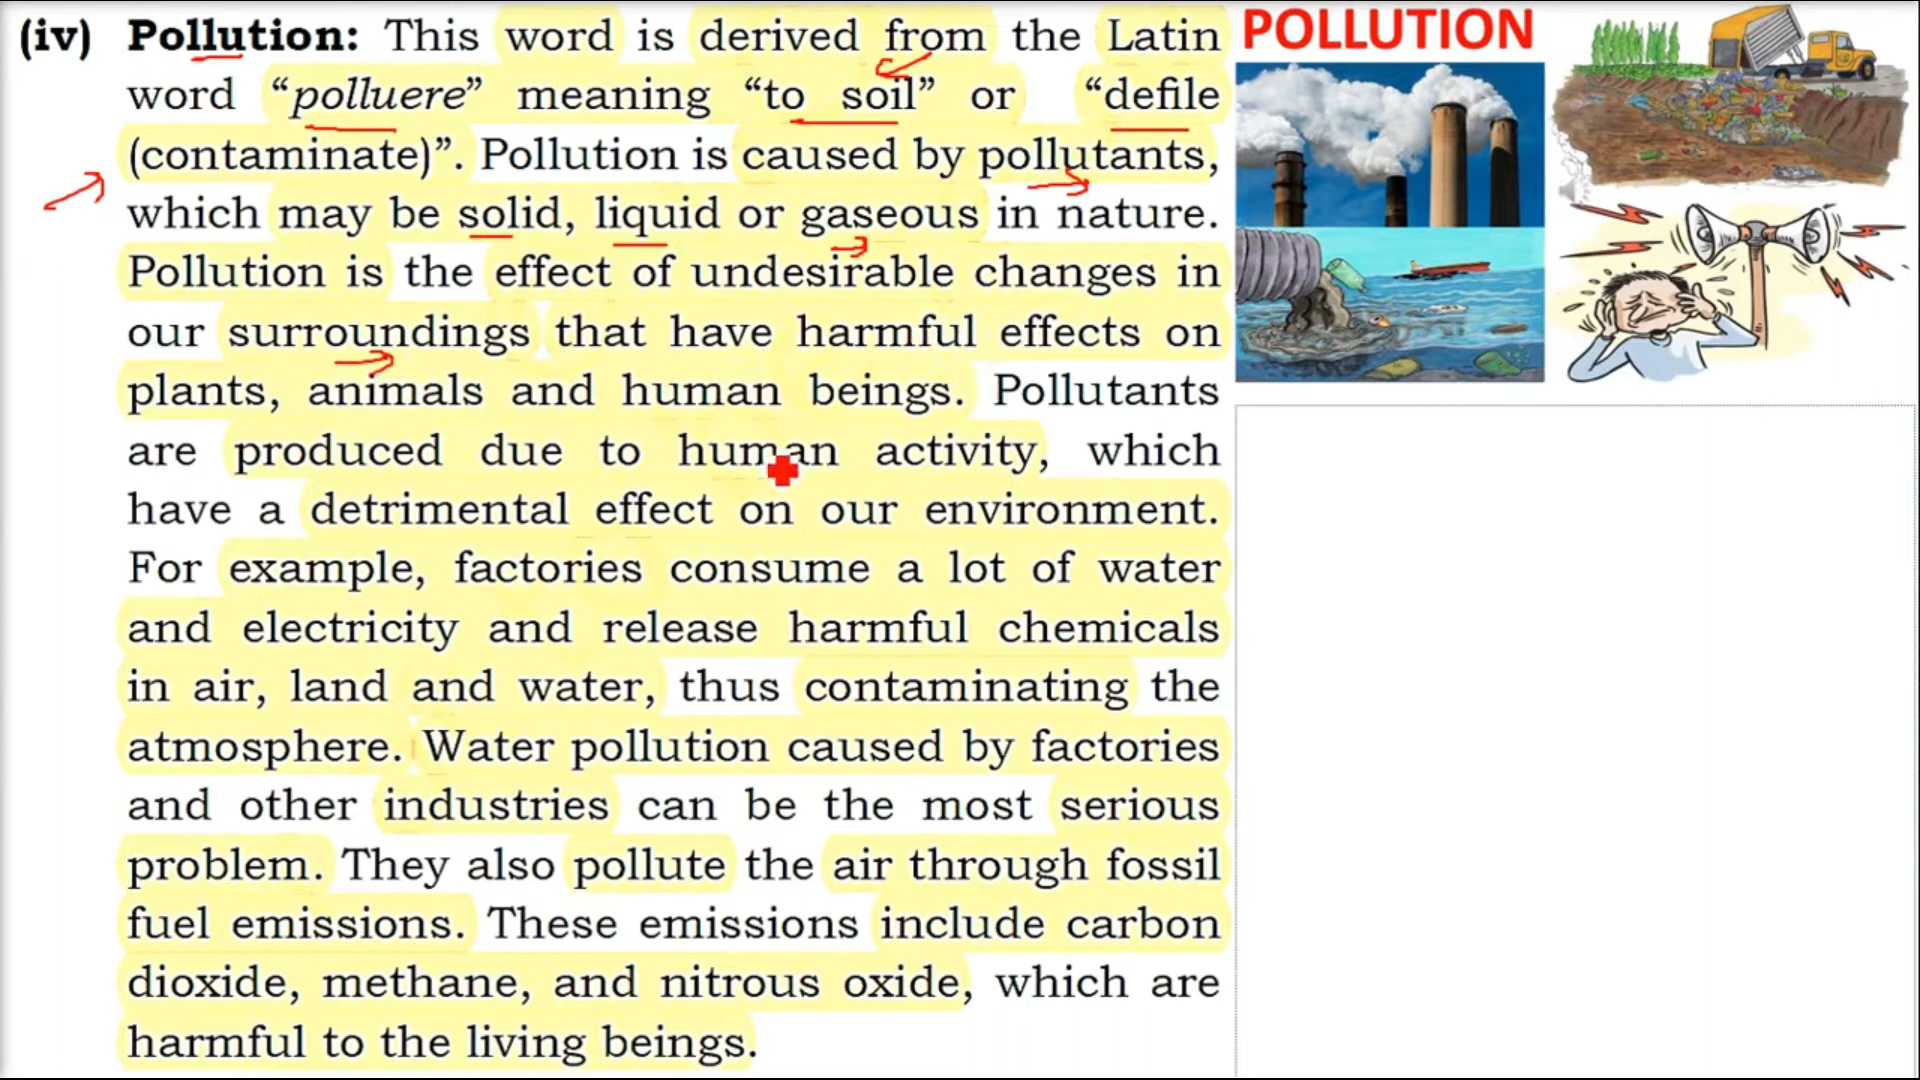 (iv) Pollution: This word is derived from the Latin
word “polluere” meaning “to soil” or “defile
(contaminate)”. Pollution is caused by pollutants,
which may be solid, liquid or gaseous in nature.
Pollution is the effect of undesirable changes in
our surroundings that have harmful effects on
plants, animals and human beings. Pollutants
are produced due to human activity, which
have a detrimental effect on our environment.
For example, factories consume a lot of water
and electricity and release harmful chemicals
in air, land and water, thus contaminating the
atmosphere. Water pollution caused by factories
and other industries can be the most serious
problem. They also pollute the air through fossil
fuel emissions. These emissions include carbon
dioxide, methane, and nitrous oxide, which are
harmful to the living beings.
POLLUTION